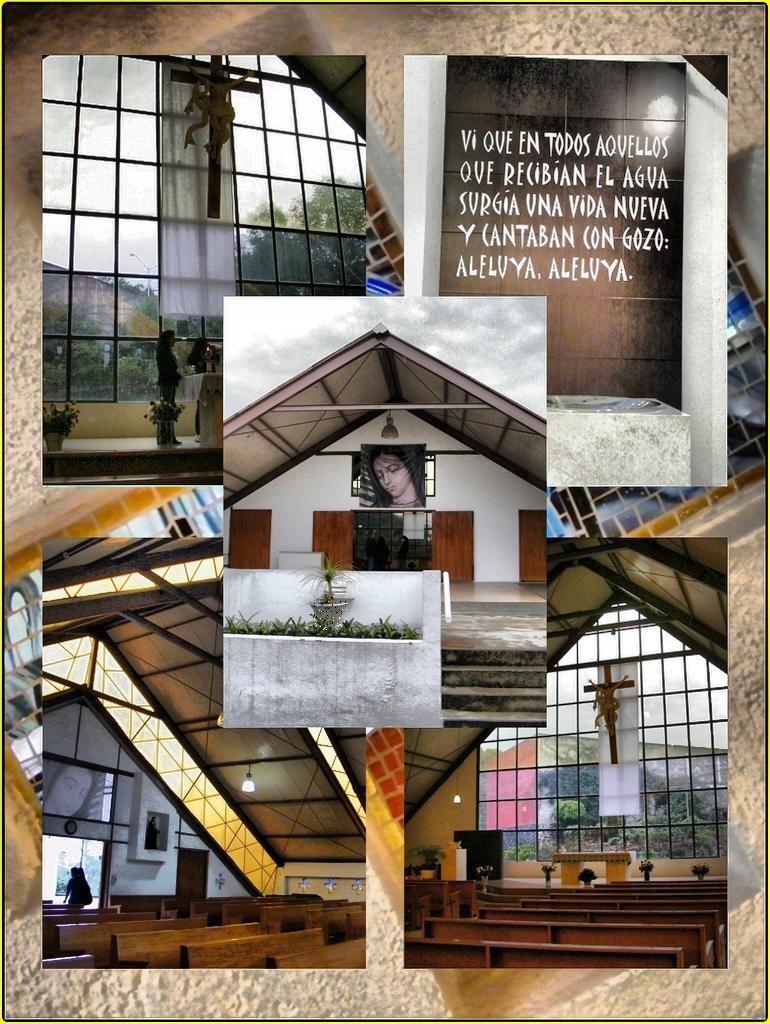 VI QUE EN TODOS AQUELLOS
QUE RECIBÍAN EL AGUA
SURGÍA UNA VIDA NUEVA
Y CANTABAN CON GOZO:
ALELUYA, ALELUYA.